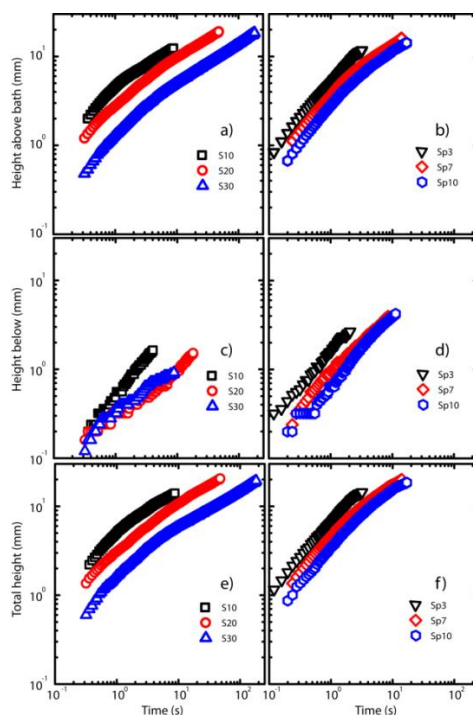 Height above bath (mm)
10¹
10⁰
10⁻¹
a)
S10
S20
S30
b)
Sp3
Sp7
Sp10
Height below (mm)
10¹
10⁰
10⁻¹
c)
S10
S20
S30
d)
Sp3
Sp7
Sp10
Total height (mm)
10¹
10⁰
10⁻¹
e)
S10
S20
S30
f)
Sp3
Sp7
Sp10
10⁻¹ 10⁰ 10¹ 10² 10⁻¹ 10⁰ 10¹ 10²
Time (s) Time (s)